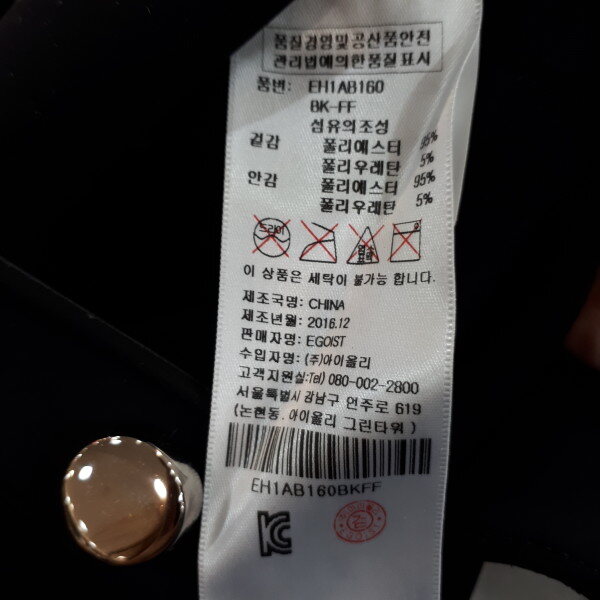 품질경영및공산품안전
관리법에의한품질표시
품번: EH1AB160
BK-FF
섬유의조성
겉감 폴리에스터 95%
폴리우레탄 5%
안감 폴리에스터 95%
폴리우레탄 5%
드라이
이 상품은 세탁이 불가능 합니다.
제조국명: CHINA
제조년월: 2016.12
판매자명: EGOIST
수입자명: (주)아이올리
고객지원실:Tel) 080-002-2800
서울특별시 강남구 언주로 619
(논현동, 아이올리 그린타워)
EH1AB160BKFF